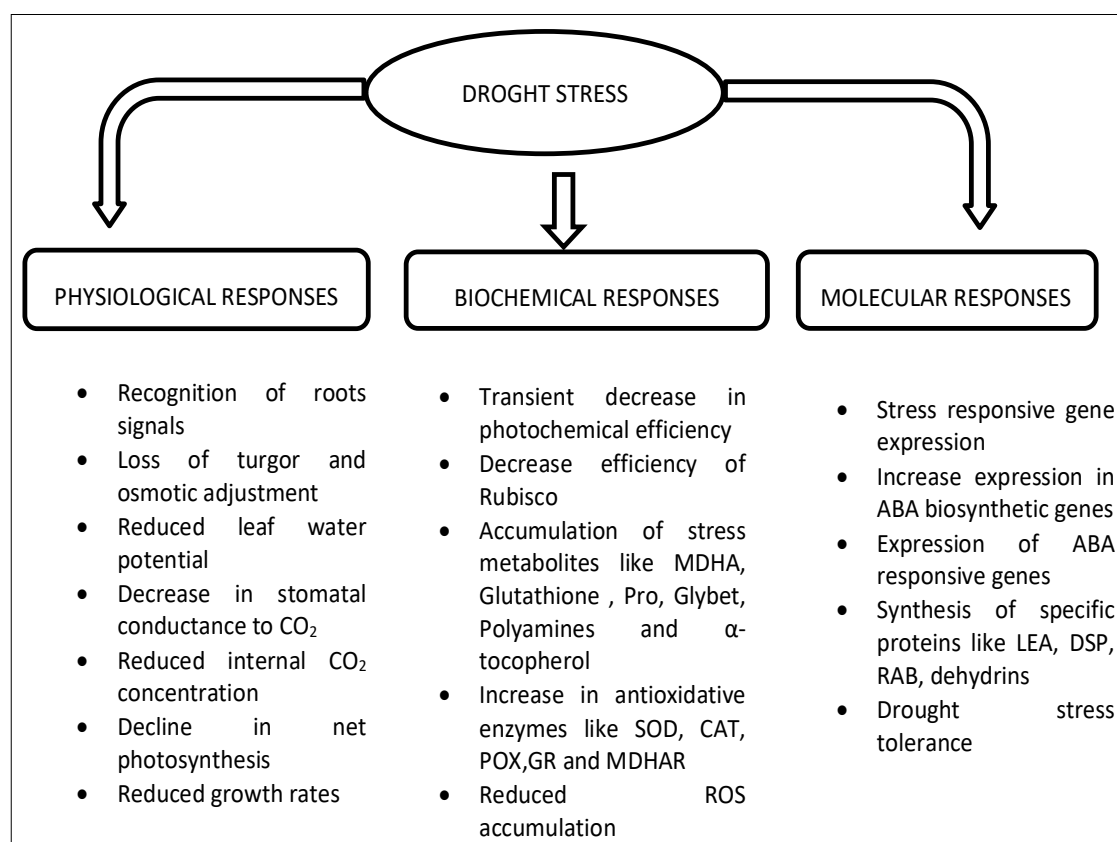 DROGHT STRESS
PHYSIOLOGICAL RESPONSES
• Recognition of roots
signals
• Loss of turgor and
osmotic adjustment
• Reduced leaf water
potential
• Decrease in stomatal
conductance to CO₂
• Reduced internal CO₂
concentration
• Decline in net
photosynthesis
• Reduced growth rates
BIOCHEMICAL RESPONSES
• Transient decrease in
photochemical efficiency
• Decrease efficiency of
Rubisco
• Accumulation of stress
metabolites like MDHA,
Glutathione , Pro, Glybet,
Polyamines and α-
tocopherol
• Increase in antioxidative
enzymes like SOD, CAT,
POX,GR and MDHAR
• Reduced ROS
accumulation
MOLECULAR RESPONSES
• Stress responsive gene
expression
• Increase expression in
ABA biosynthetic genes
• Expression of ABA
responsive genes
• Synthesis of specific
proteins like LEA, DSP,
RAB, dehydrins
• Drought stress
tolerance